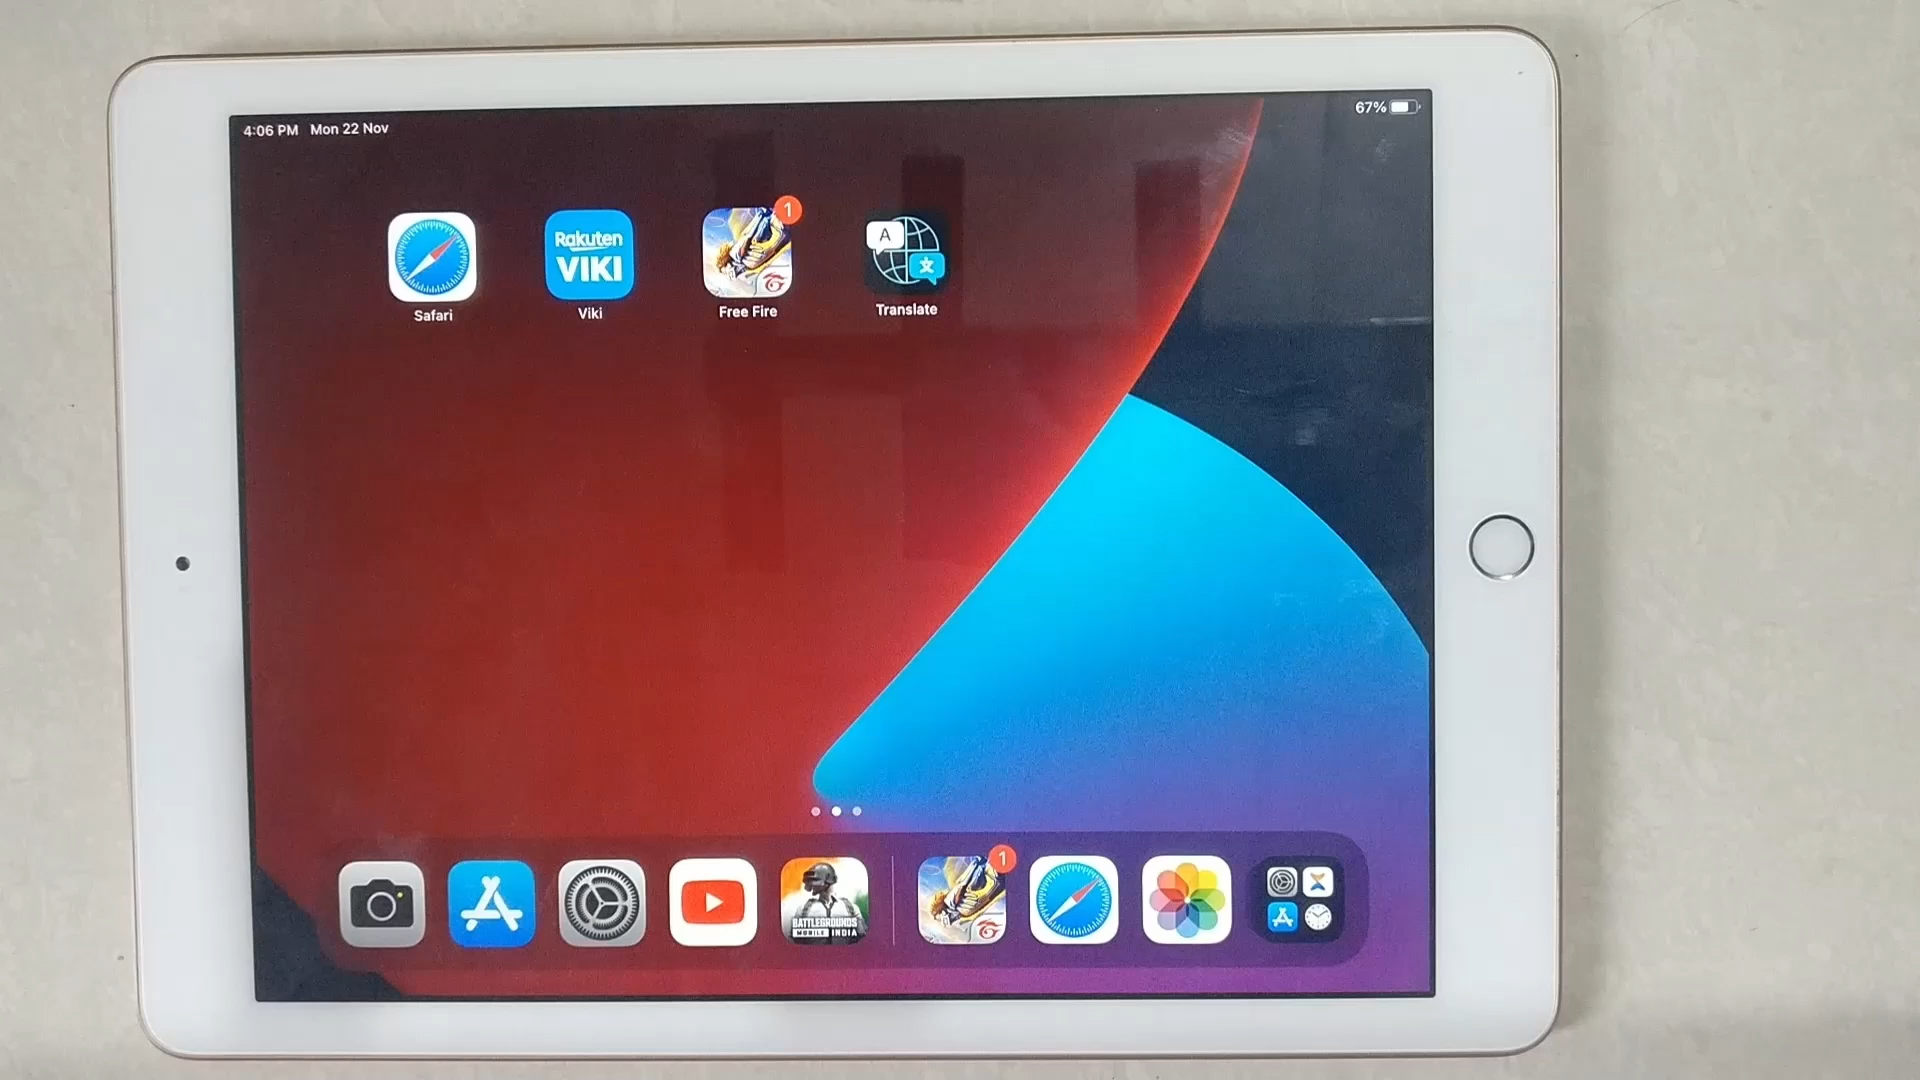 4:06 PM Mon 22 Nov
67%
Rakuten
VIKI
1
A
文
Safari
Viki
Free Fire
Translate
1
BATTLEGROUNDS
MOBILE INDIA